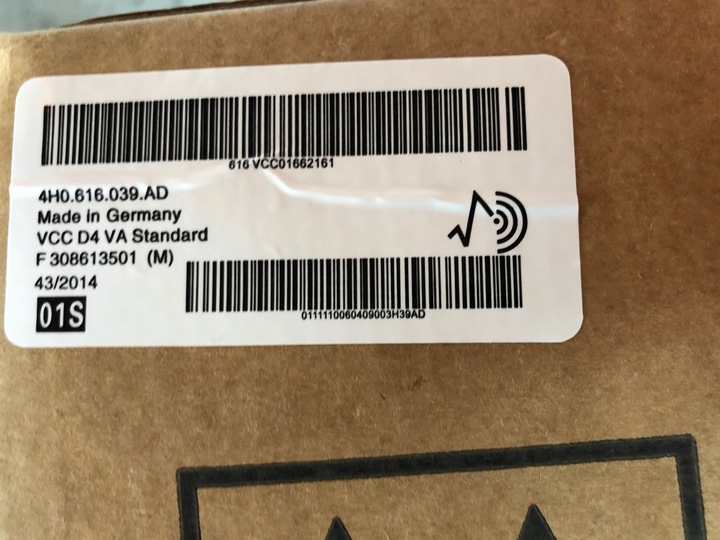 616 VCC01662161
4H0.616.039.AD
Made in Germany
VCC D4 VA Standard
F 308613501 (M)
43/2014
01S
0111110060409003H39AD